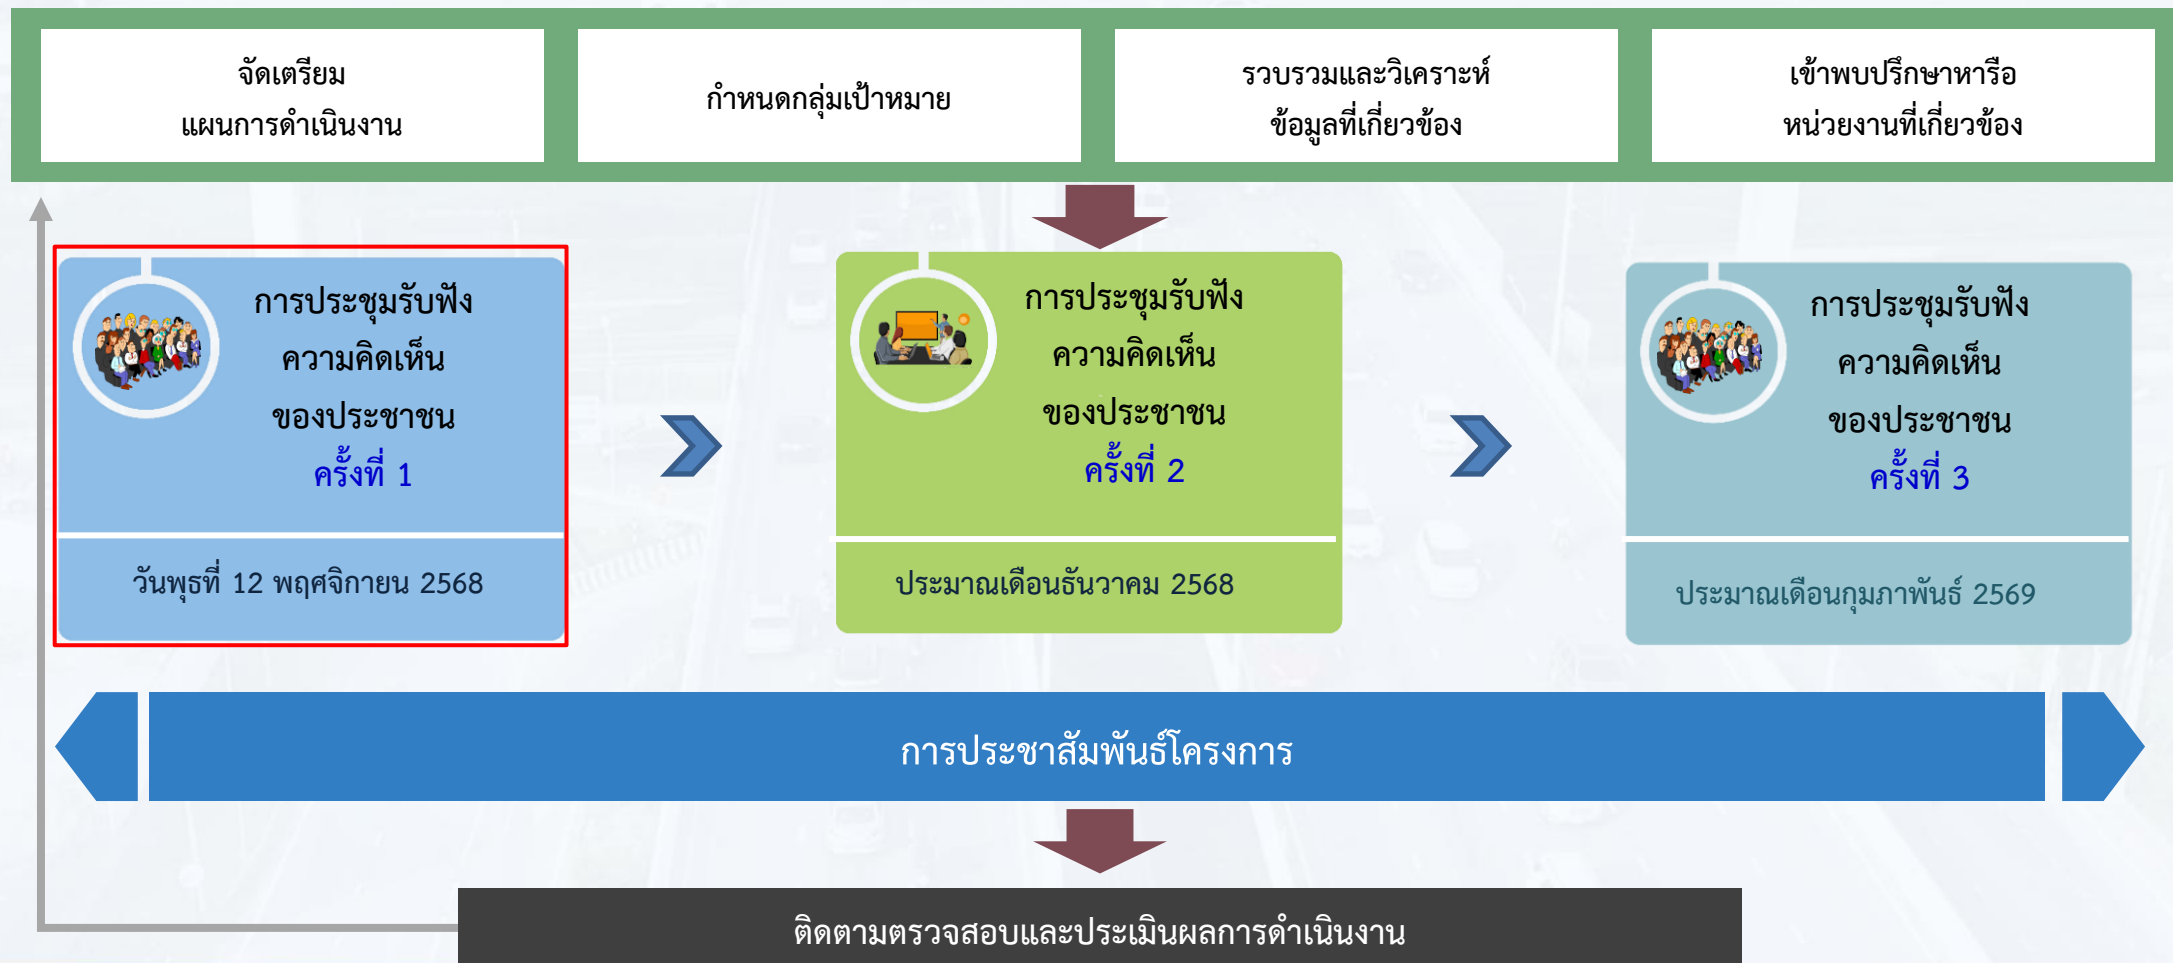 จัดเตรียม
แผนการดำเนินงาน
กำหนดกลุ่มเป้าหมาย
รวบรวมและวิเคราะห์
ข้อมูลที่เกี่ยวข้อง
เข้าพบปรึกษาหารือ
หน่วยงานที่เกี่ยวข้อง
การประชุมรับฟัง
ความคิดเห็น
ของประชาชน
ครั้งที่ 1
วันพุธที่ 12 พฤศจิกายน 2568
การประชุมรับฟัง
ความคิดเห็น
ของประชาชน
ครั้งที่ 2
ประมาณเดือนธันวาคม 2568
การประชุมรับฟัง
ความคิดเห็น
ของประชาชน
ครั้งที่ 3
ประมาณเดือนกุมภาพันธ์ 2569
การประชาสัมพันธ์โครงการ
ติดตามตรวจสอบและประเมินผลการดำเนินงาน